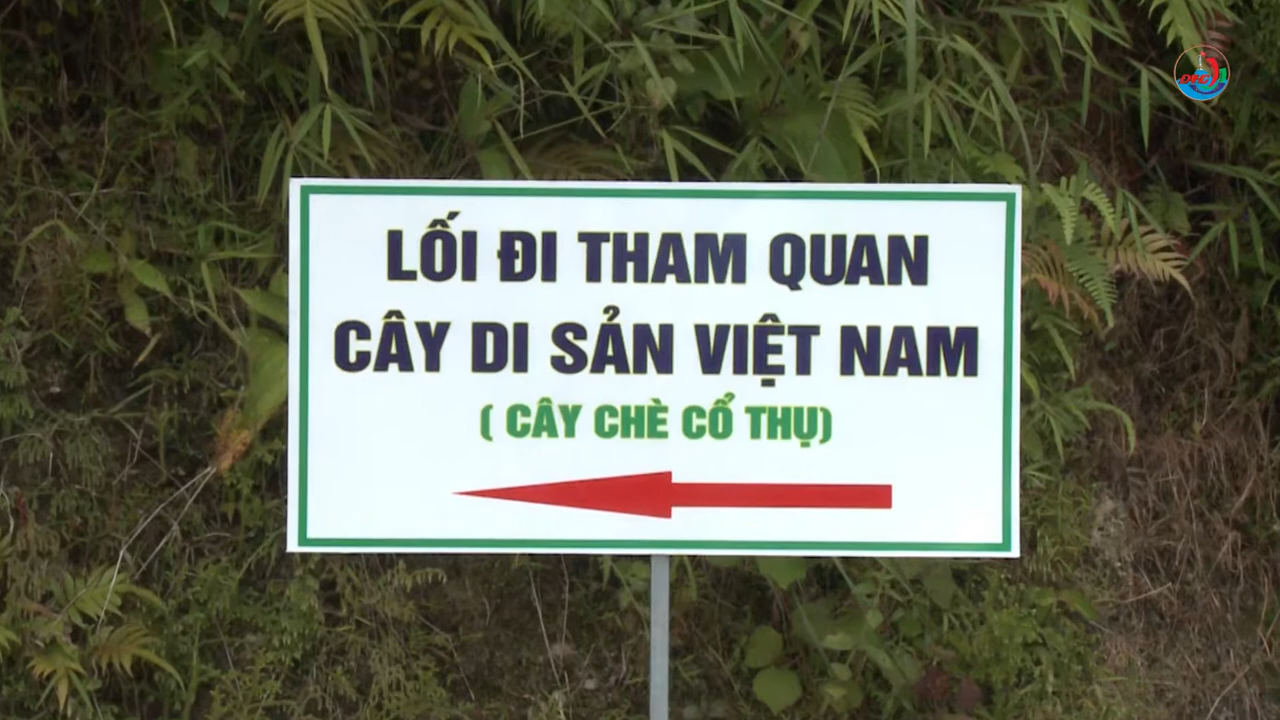 LỐI ĐI THAM QUAN
CÂY DI SẢN VIỆT NAM
( CÂY CHÈ CỔ THỤ)